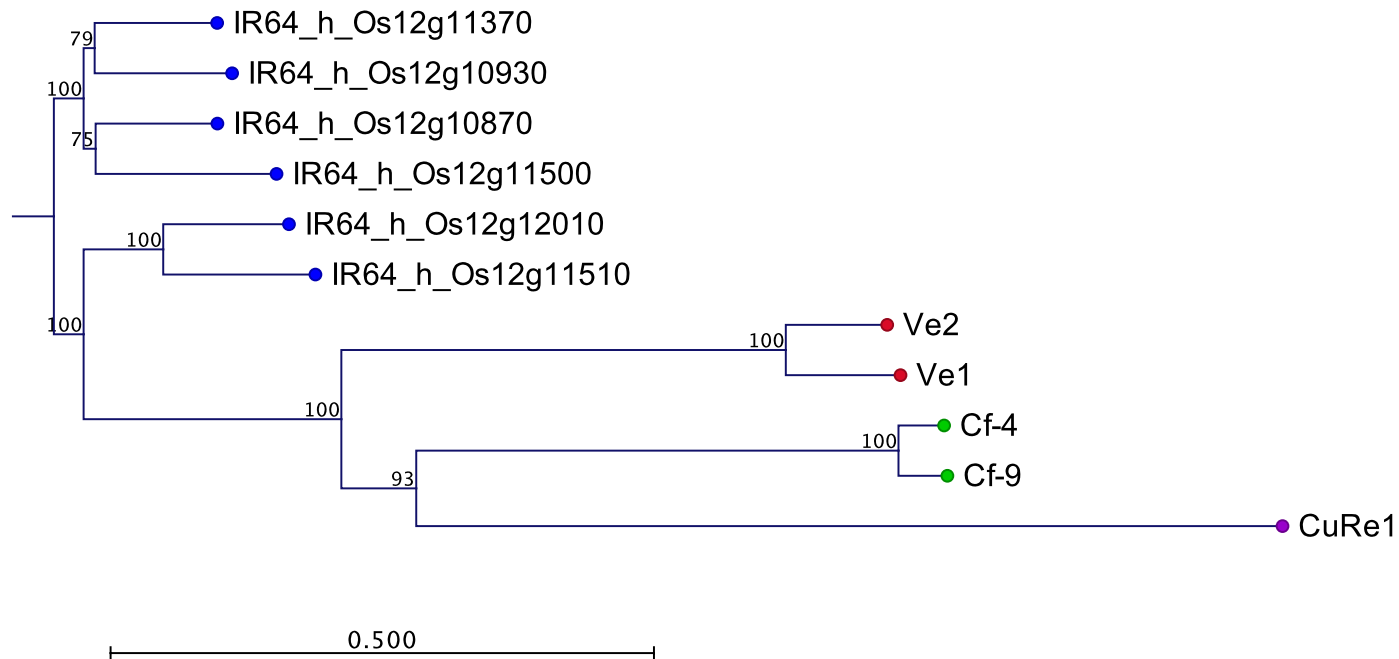 IR64_h_Os12g11370
79
IR64_h_Os12g10930
100
IR64_h_Os12g10870
75
IR64_h_Os12g11500
IR64_h_Os12g12010
100
IR64_h_Os12g11510
100
Ve2
100
Ve1
100
Cf-4
100
Cf-9
93
CuRe1
0.500